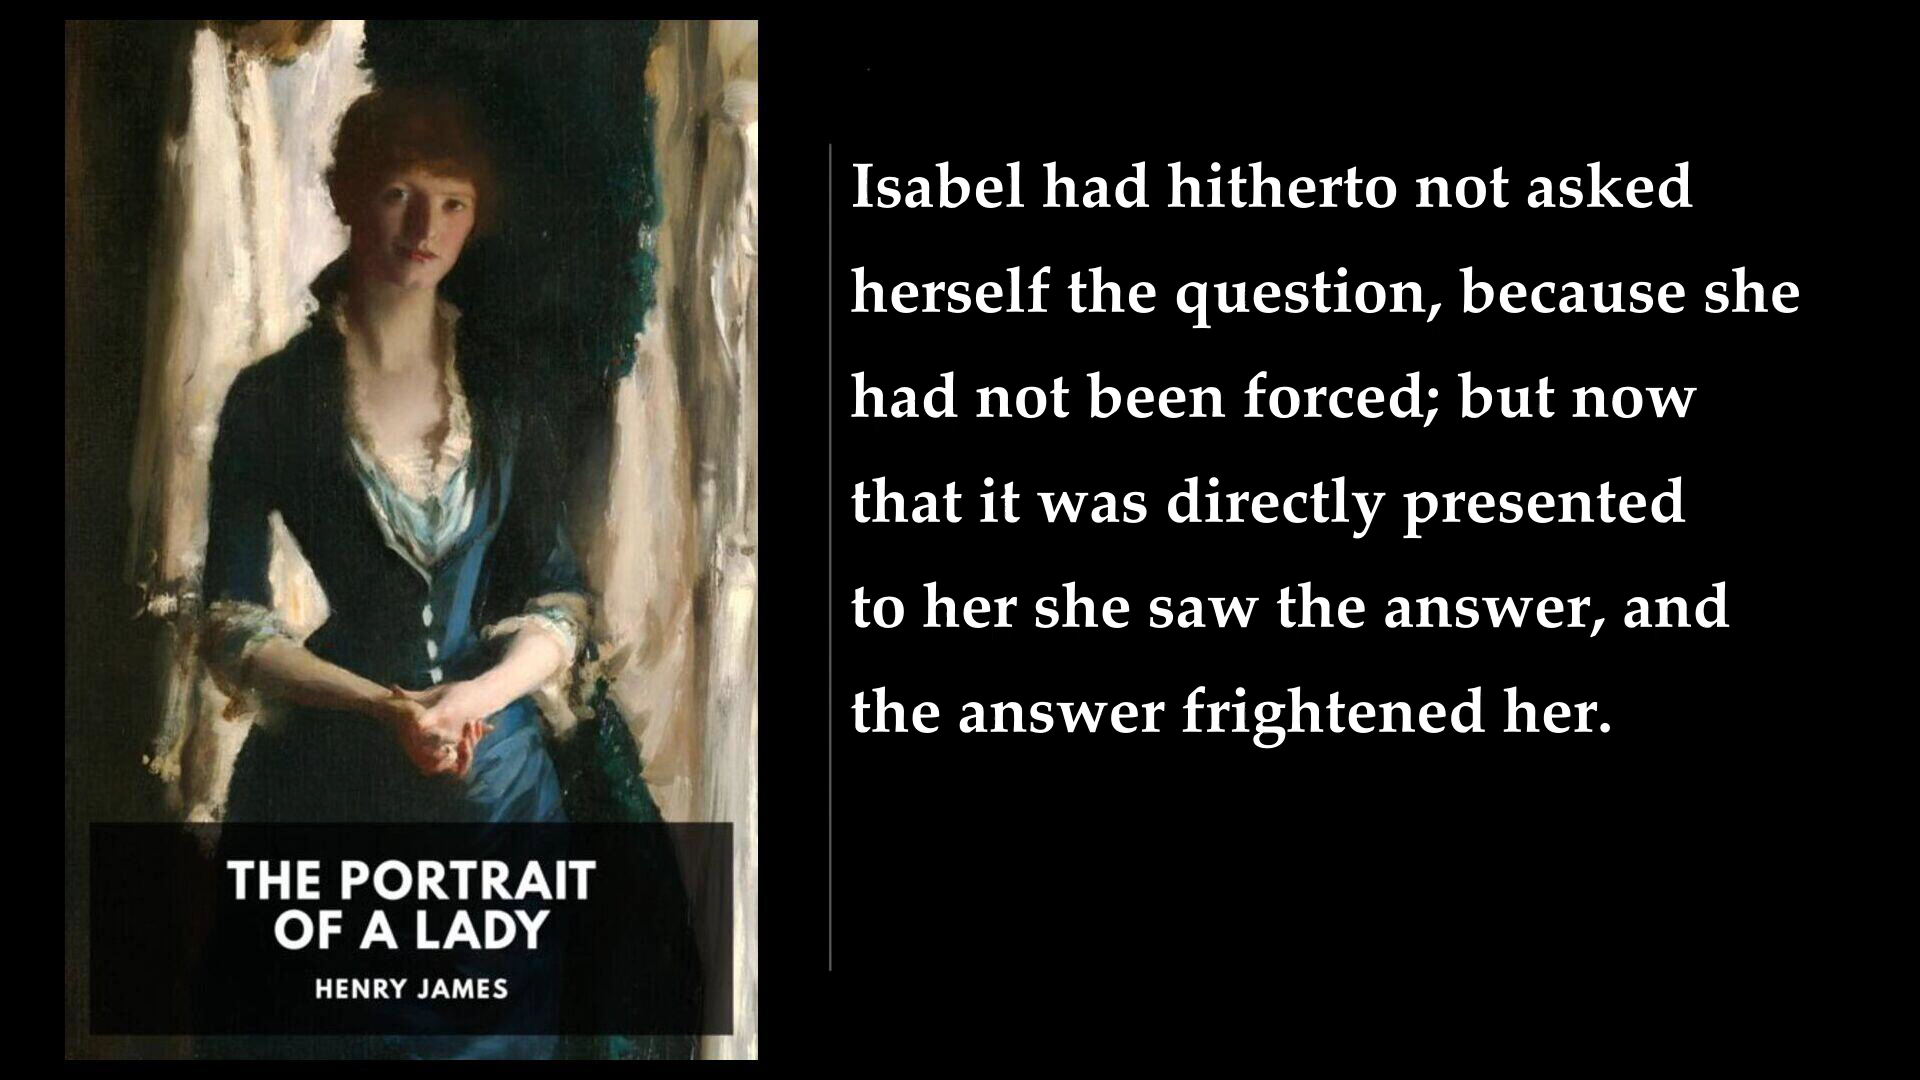 THE PORTRAIT
OF A LADY
HENRY JAMES
Isabel had hitherto not asked
herself the question, because she
had not been forced; but now
that it was directly presented
to her she saw the answer, and
the answer frightened her.